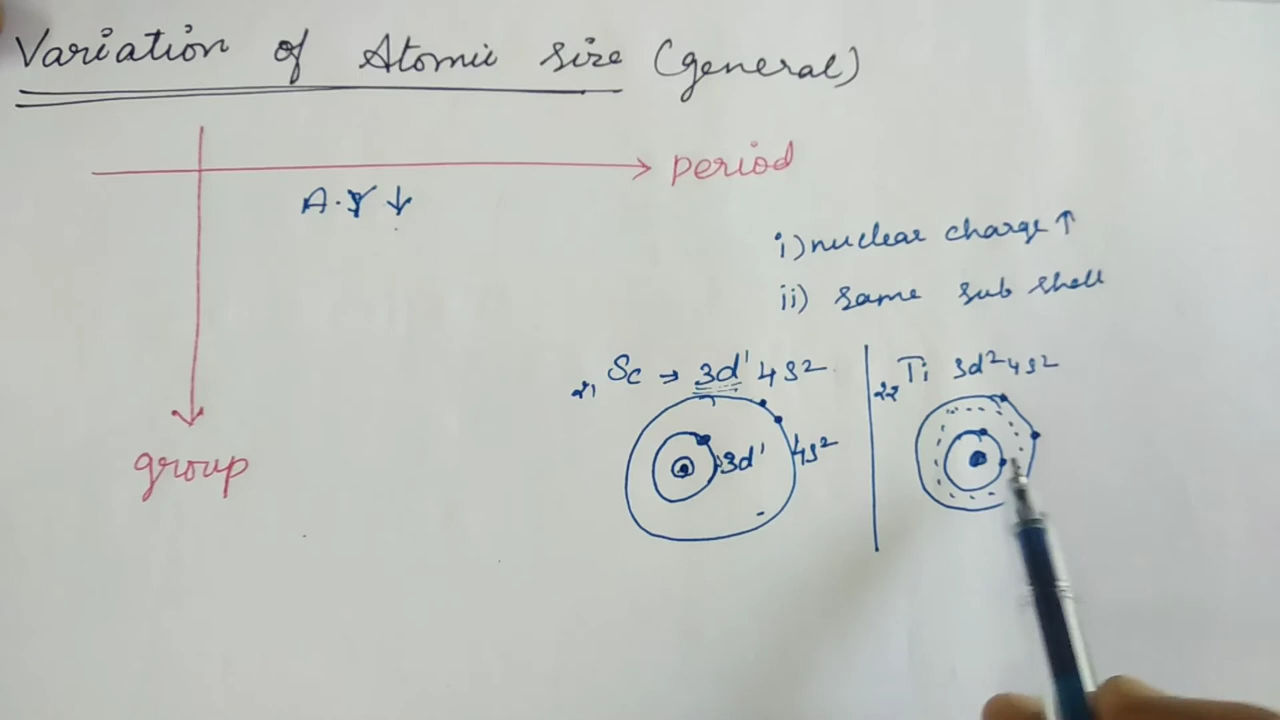 Variation of Atomic size (general)
period
A.r ↓
i) nuclear charge ↑
ii) same sub shell
21 Sc → 3d¹ 4s²
22 Ti 3d² 4s²
3d¹
4s²
group